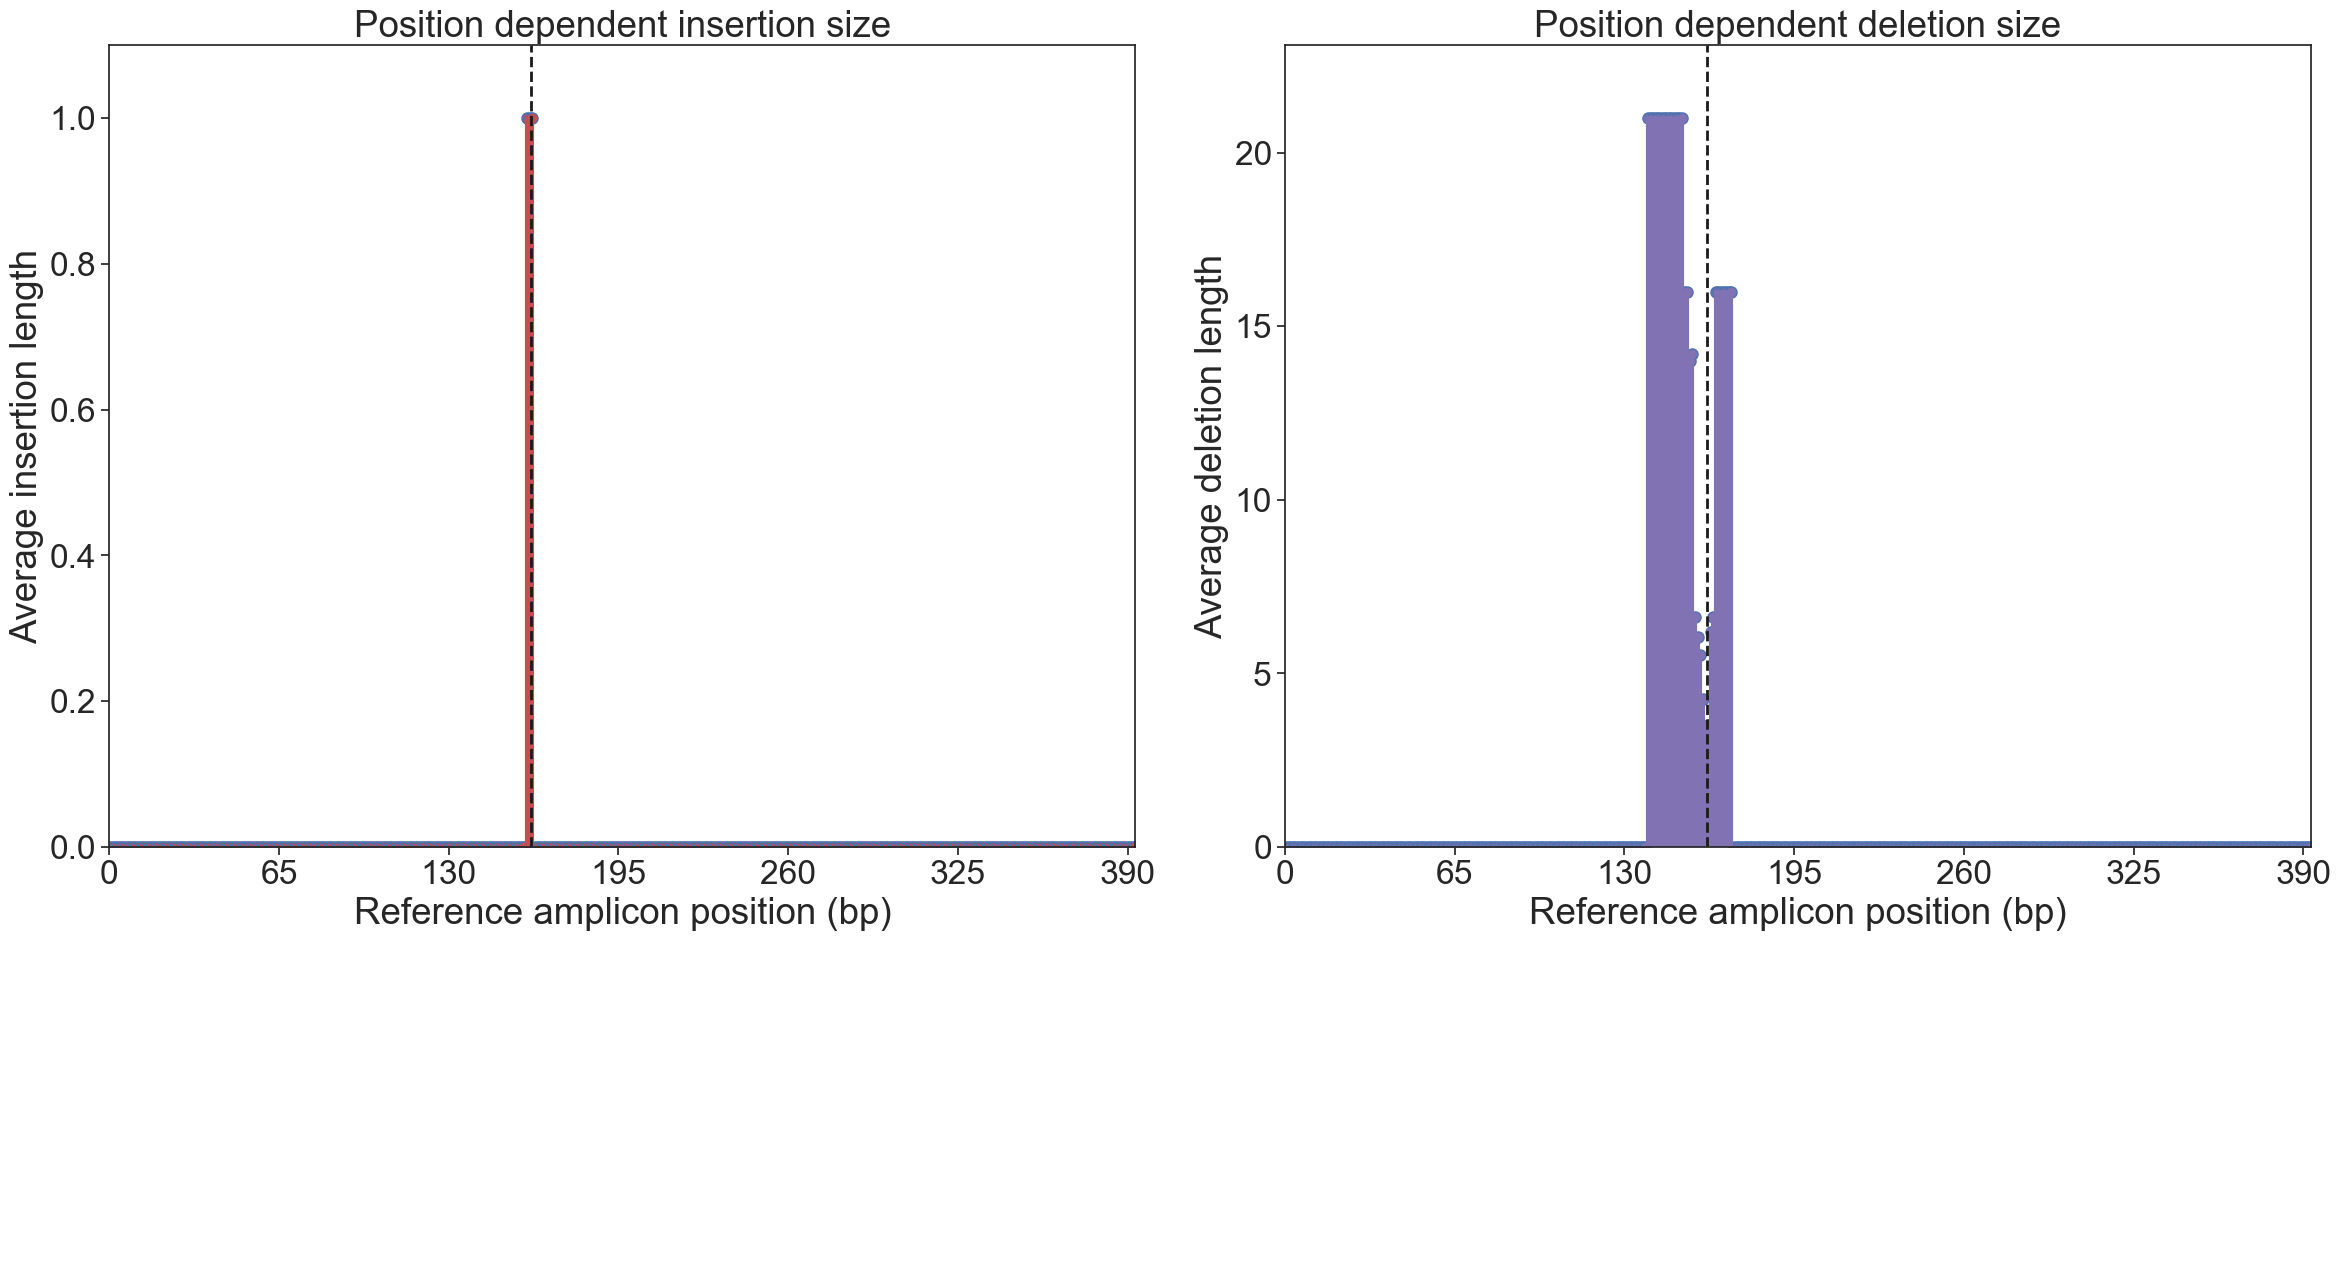 Position dependent insertion size
Average insertion length
1.0
0.8
0.6
0.4
0.2
0.0
0 65 130 195 260 325 390
Reference amplicon position (bp)
Position dependent deletion size
Average deletion length
20
15
10
5
0
0 65 130 195 260 325 390
Reference amplicon position (bp)